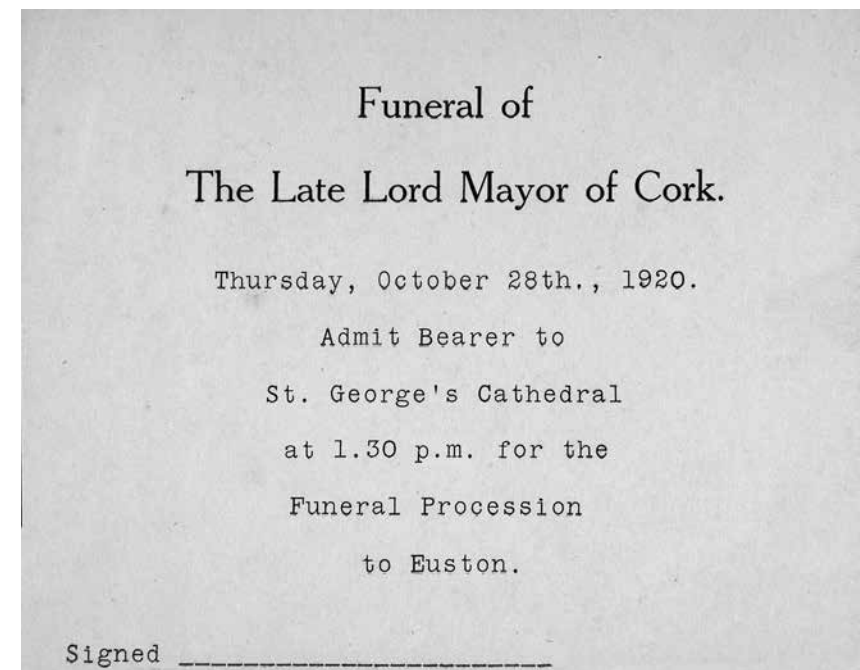 Funeral of
The Late Lord Mayor of Cork.
Thursday, October 28th., 1920.
Admit Bearer to
St. George's Cathedral
at 1.30 p.m. for the
Funeral Procession
to Euston.
Signed _______________________